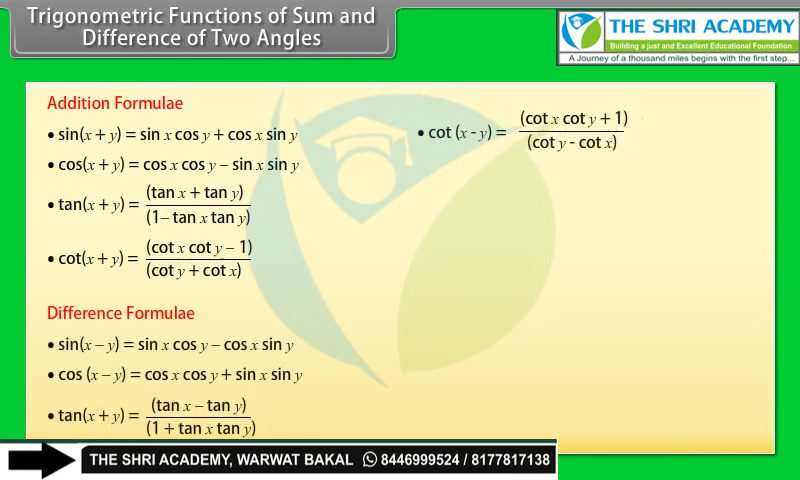 Trigonometric Functions of Sum and
Difference of Two Angles
THE SHRI ACADEMY
Building a just and Excellent Educational Foundation
A Journey of a thousand miles begins with the first step...
Addition Formulae
• sin(x + y) = sin x cos y + cos x sin y
• cos(x + y) = cos x cos y – sin x sin y
• tan(x + y) = (tan x + tan y) / (1 – tan x tan y)
• cot(x + y) = (cot x cot y – 1) / (cot y + cot x)
Difference Formulae
• sin(x – y) = sin x cos y – cos x sin y
• cos (x – y) = cos x cos y + sin x sin y
• tan(x + y) = (tan x – tan y) / (1 + tan x tan y)
• cot (x - y) = (cot x cot y + 1) / (cot y - cot x)
THE SHRI ACADEMY, WARWAT BAKAL 8446999524 / 8177817138